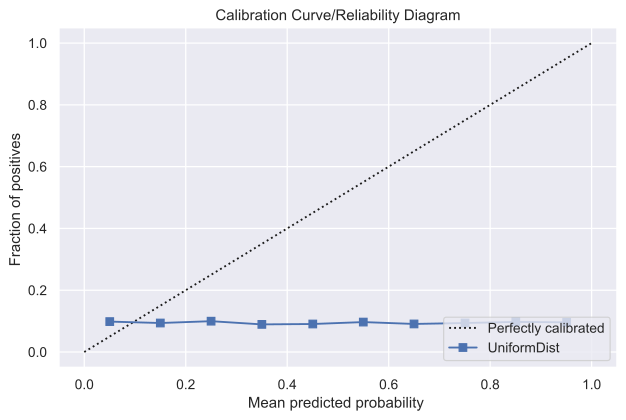 Calibration Curve/Reliability Diagram
Fraction of positives
1.0
0.8
0.6
0.4
0.2
0.0
Perfectly calibrated
UniformDist
0.0 0.2 0.4 0.6 0.8 1.0
Mean predicted probability